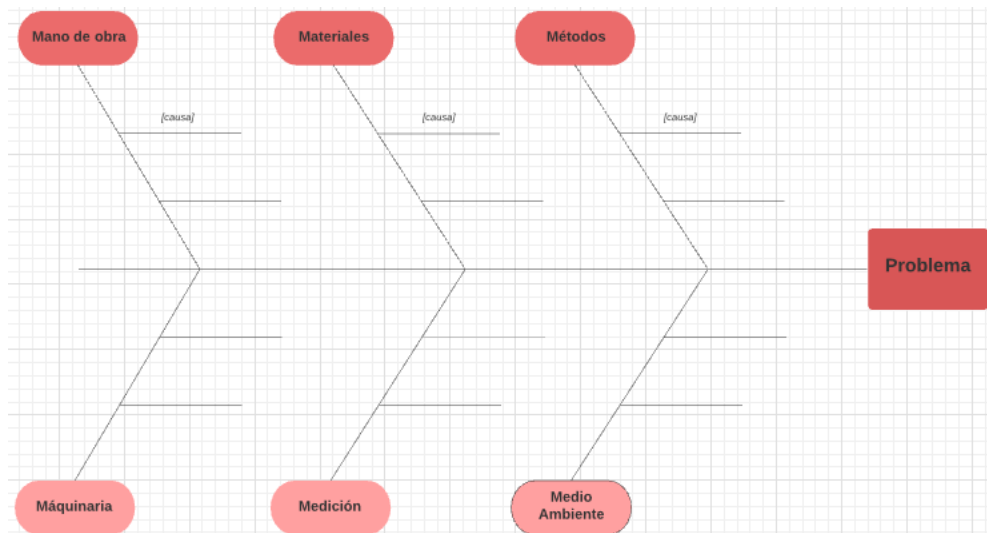 Mano de obra
Materiales
Métodos
[causa]
[causa]
[causa]
Problema
Máquinaria
Medición
Medio
Ambiente